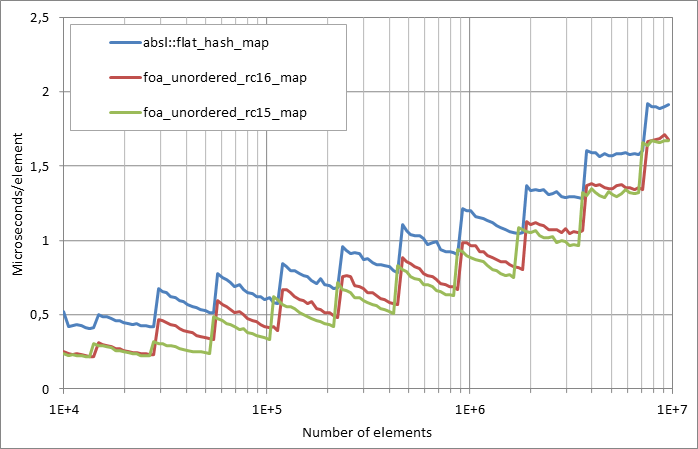 2,5
2
1,5
1
0,5
0
Microseconds/element
absl::flat_hash_map
foa_unordered_rc16_map
foa_unordered_rc15_map
1E+4
1E+5
1E+6
1E+7
Number of elements